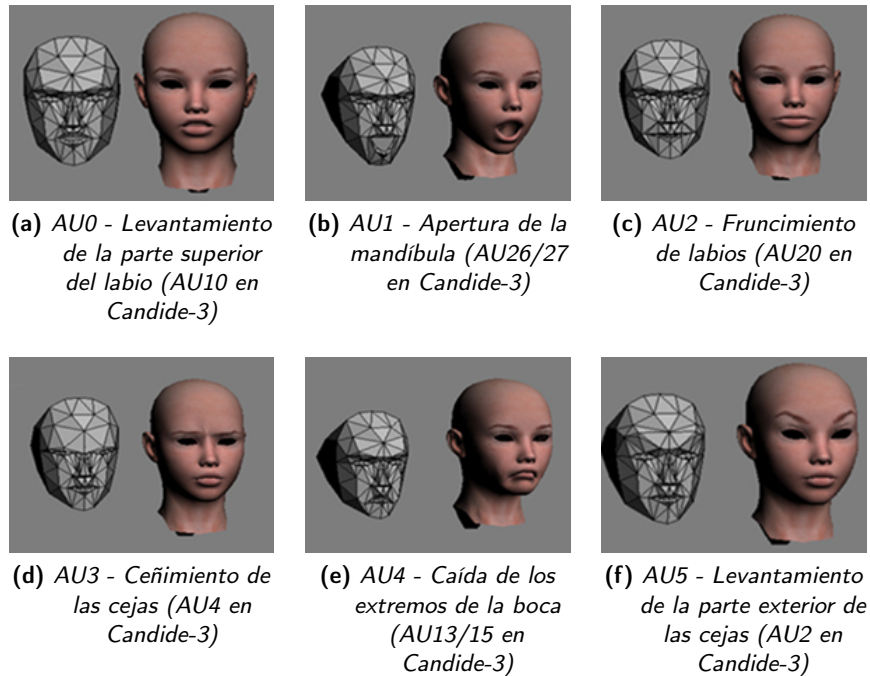 (a) AU0 - Levantamiento
de la parte superior
del labio (AU10 en
Candide-3)
(b) AU1 - Apertura de la
mandíbula (AU26/27
en Candide-3)
(c) AU2 - Fruncimiento
de labios (AU20 en
Candide-3)
(d) AU3 - Ceñimiento de
las cejas (AU4 en
Candide-3)
(e) AU4 - Caída de los
extremos de la boca
(AU13/15 en
Candide-3)
(f) AU5 - Levantamiento
de la parte exterior de
las cejas (AU2 en
Candide-3)